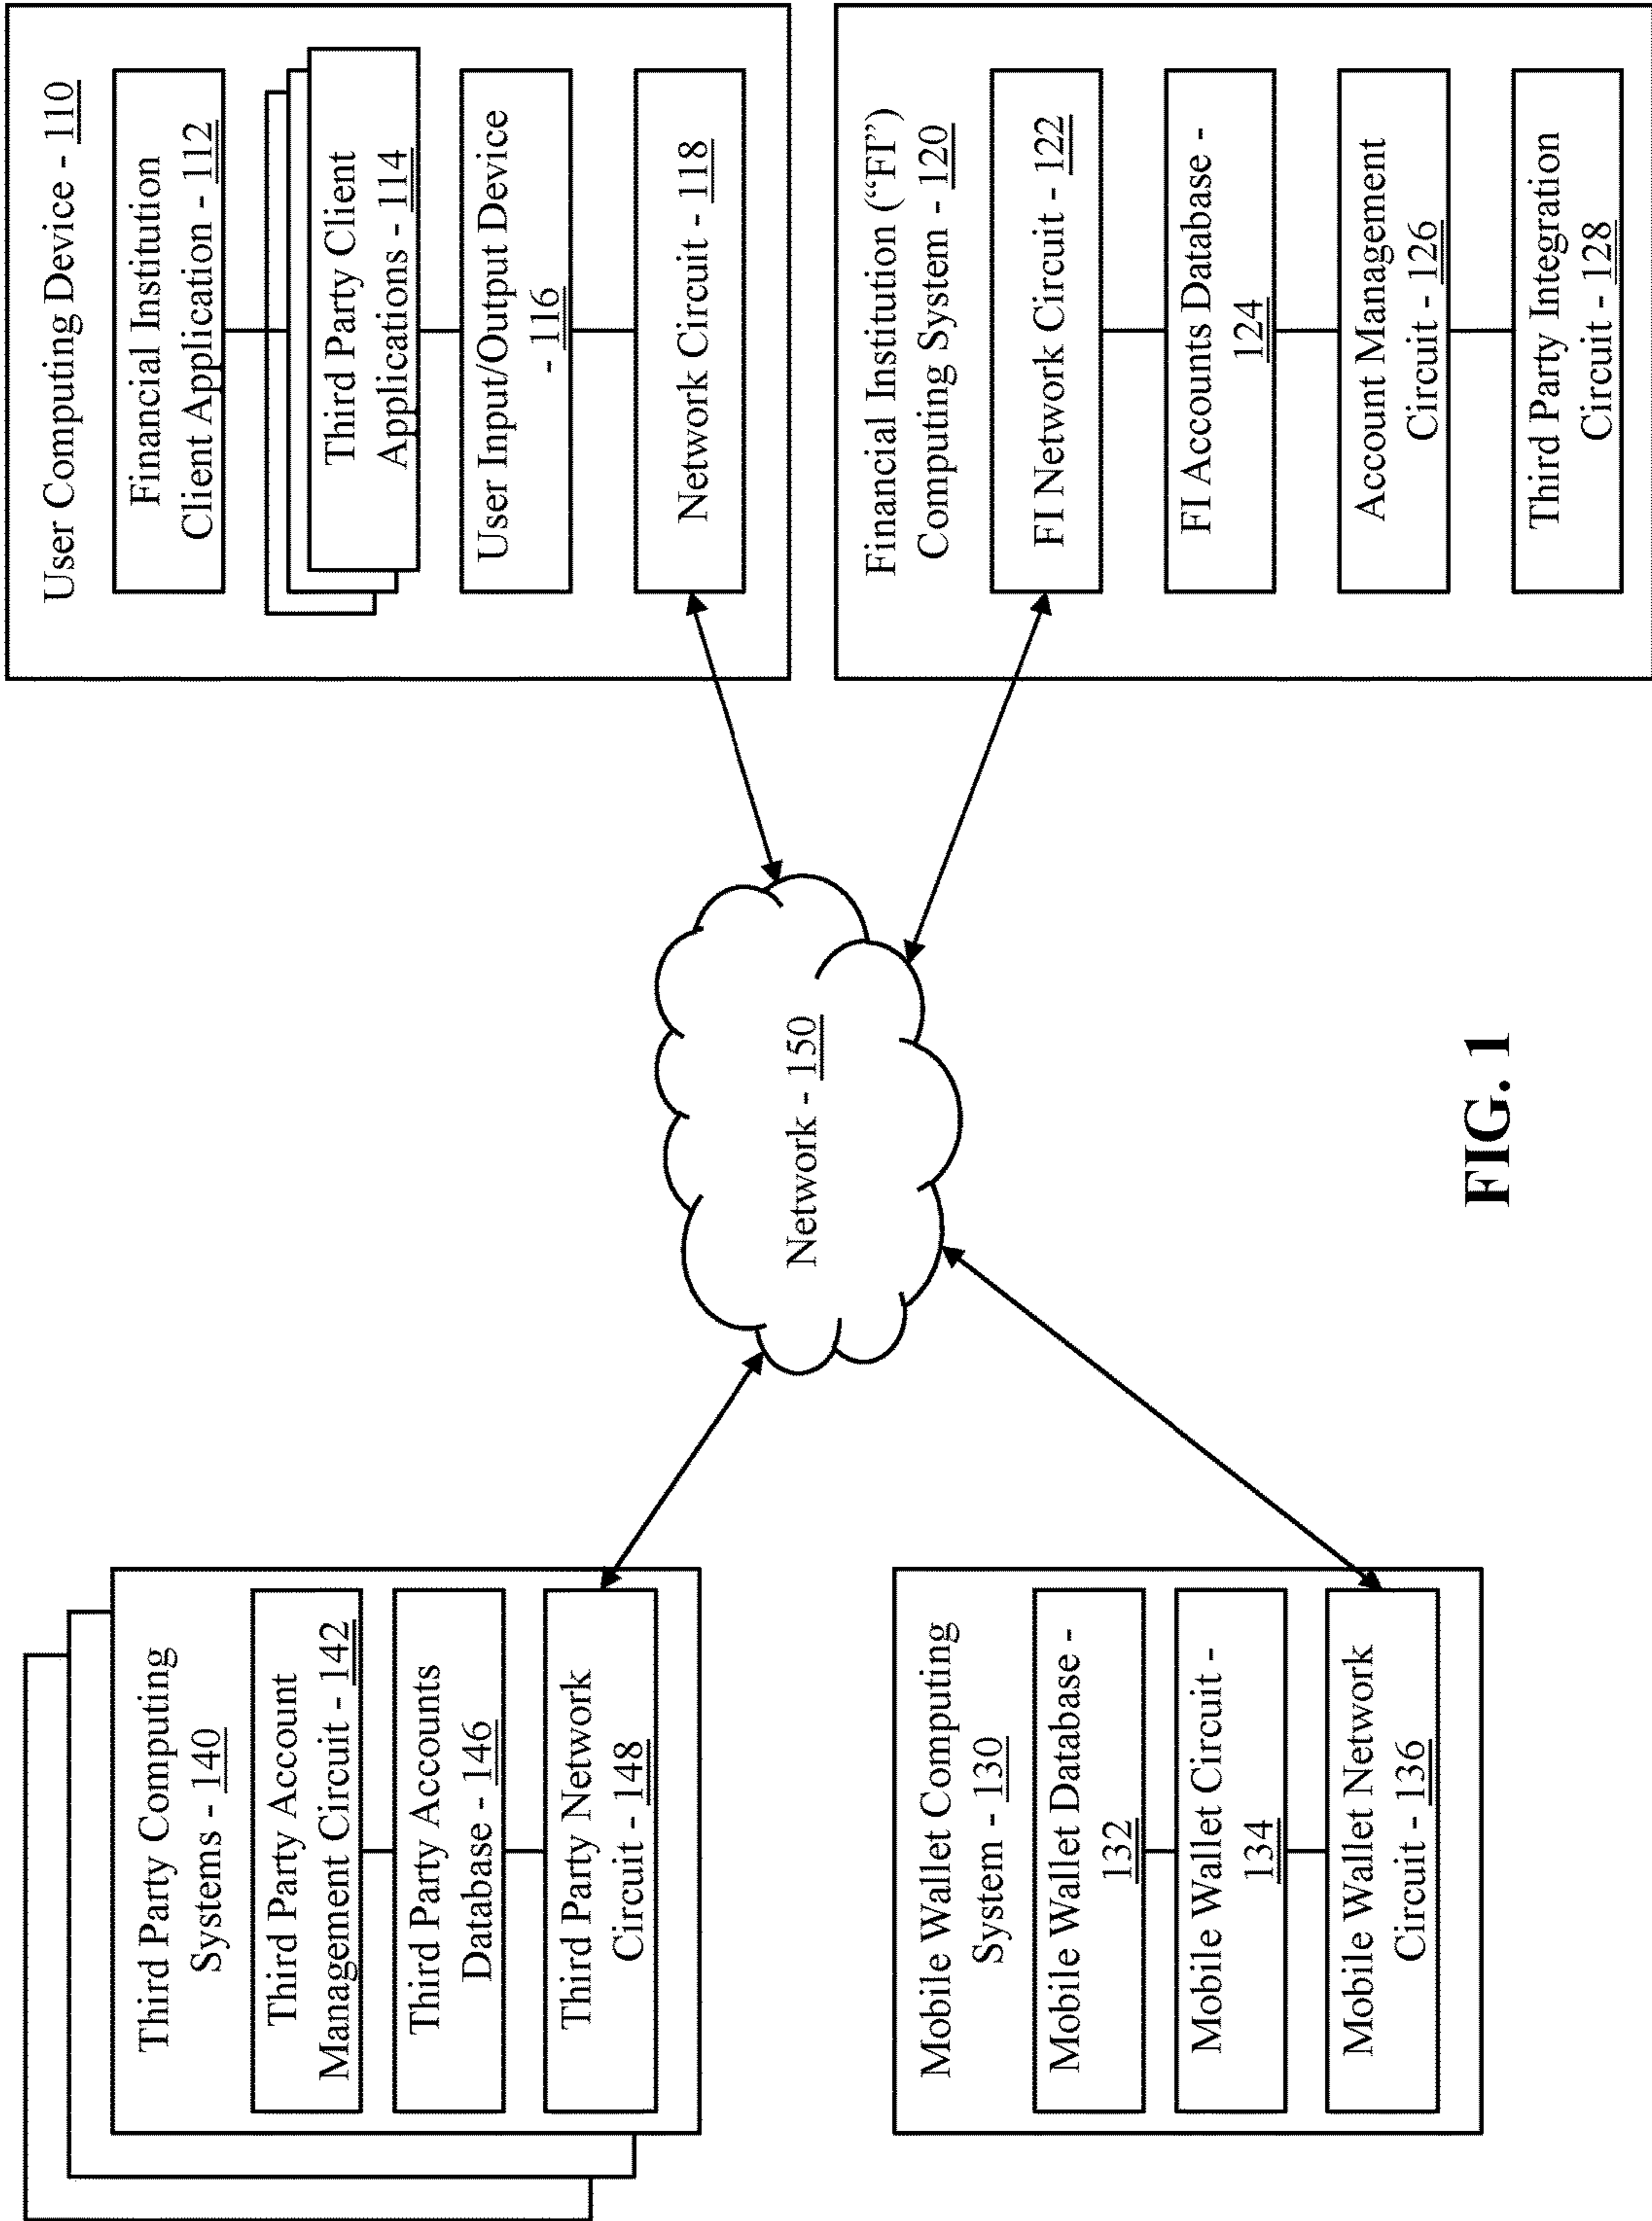 Third Party Computing
Systems - 140
Third Party Account
Management Circuit - 142
Third Party Accounts
Database - 146
Third Party Network
Circuit - 148
User Computing Device - 110
Financial Institution
Client Application - 112
Third Party Client
Applications - 114
User Input/Output Device
- 116
Network Circuit - 118
Network - 150
Mobile Wallet Computing
System - 130
Mobile Wallet Database -
132
Mobile Wallet Circuit -
134
Mobile Wallet Network
Circuit - 136
Financial Institution (“FI”)
Computing System - 120
FI Network Circuit - 122
FI Accounts Database -
124
Account Management
Circuit - 126
Third Party Integration
Circuit - 128
FIG. 1